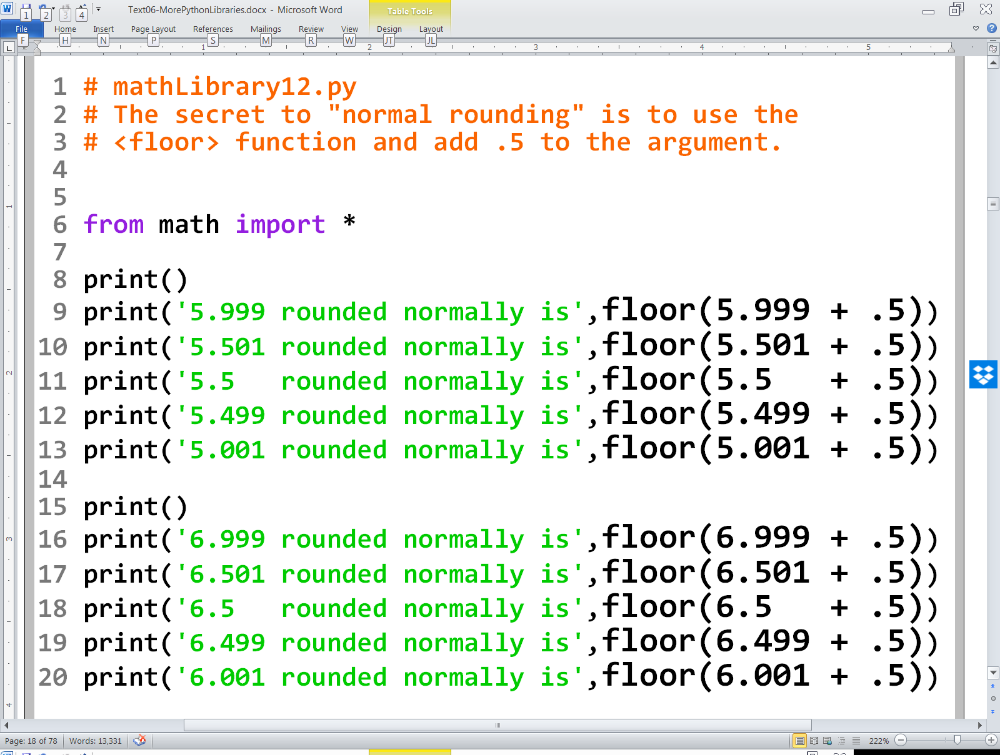 1 2 3 4
Text06-MorePythonLibraries.docx - Microsoft Word
Table Tools
File Home Insert Page Layout References Mailings Review View Design Layout
F H N P S M R W JT JL
L 1 2 3 4 5
1 # mathLibrary12.py
2 # The secret to "normal rounding" is to use the
3 # <floor> function and add .5 to the argument.
4
5
6 from math import *
7
8 print()
9 print('5.999 rounded normally is',floor(5.999 + .5))
10 print('5.501 rounded normally is',floor(5.501 + .5))
11 print('5.5   rounded normally is',floor(5.5   + .5))
12 print('5.499 rounded normally is',floor(5.499 + .5))
13 print('5.001 rounded normally is',floor(5.001 + .5))
14
15 print()
16 print('6.999 rounded normally is',floor(6.999 + .5))
17 print('6.501 rounded normally is',floor(6.501 + .5))
18 print('6.5   rounded normally is',floor(6.5   + .5))
19 print('6.499 rounded normally is',floor(6.499 + .5))
20 print('6.001 rounded normally is',floor(6.001 + .5))
1
2
3
4
Page: 18 of 78 Words: 13,331 222%